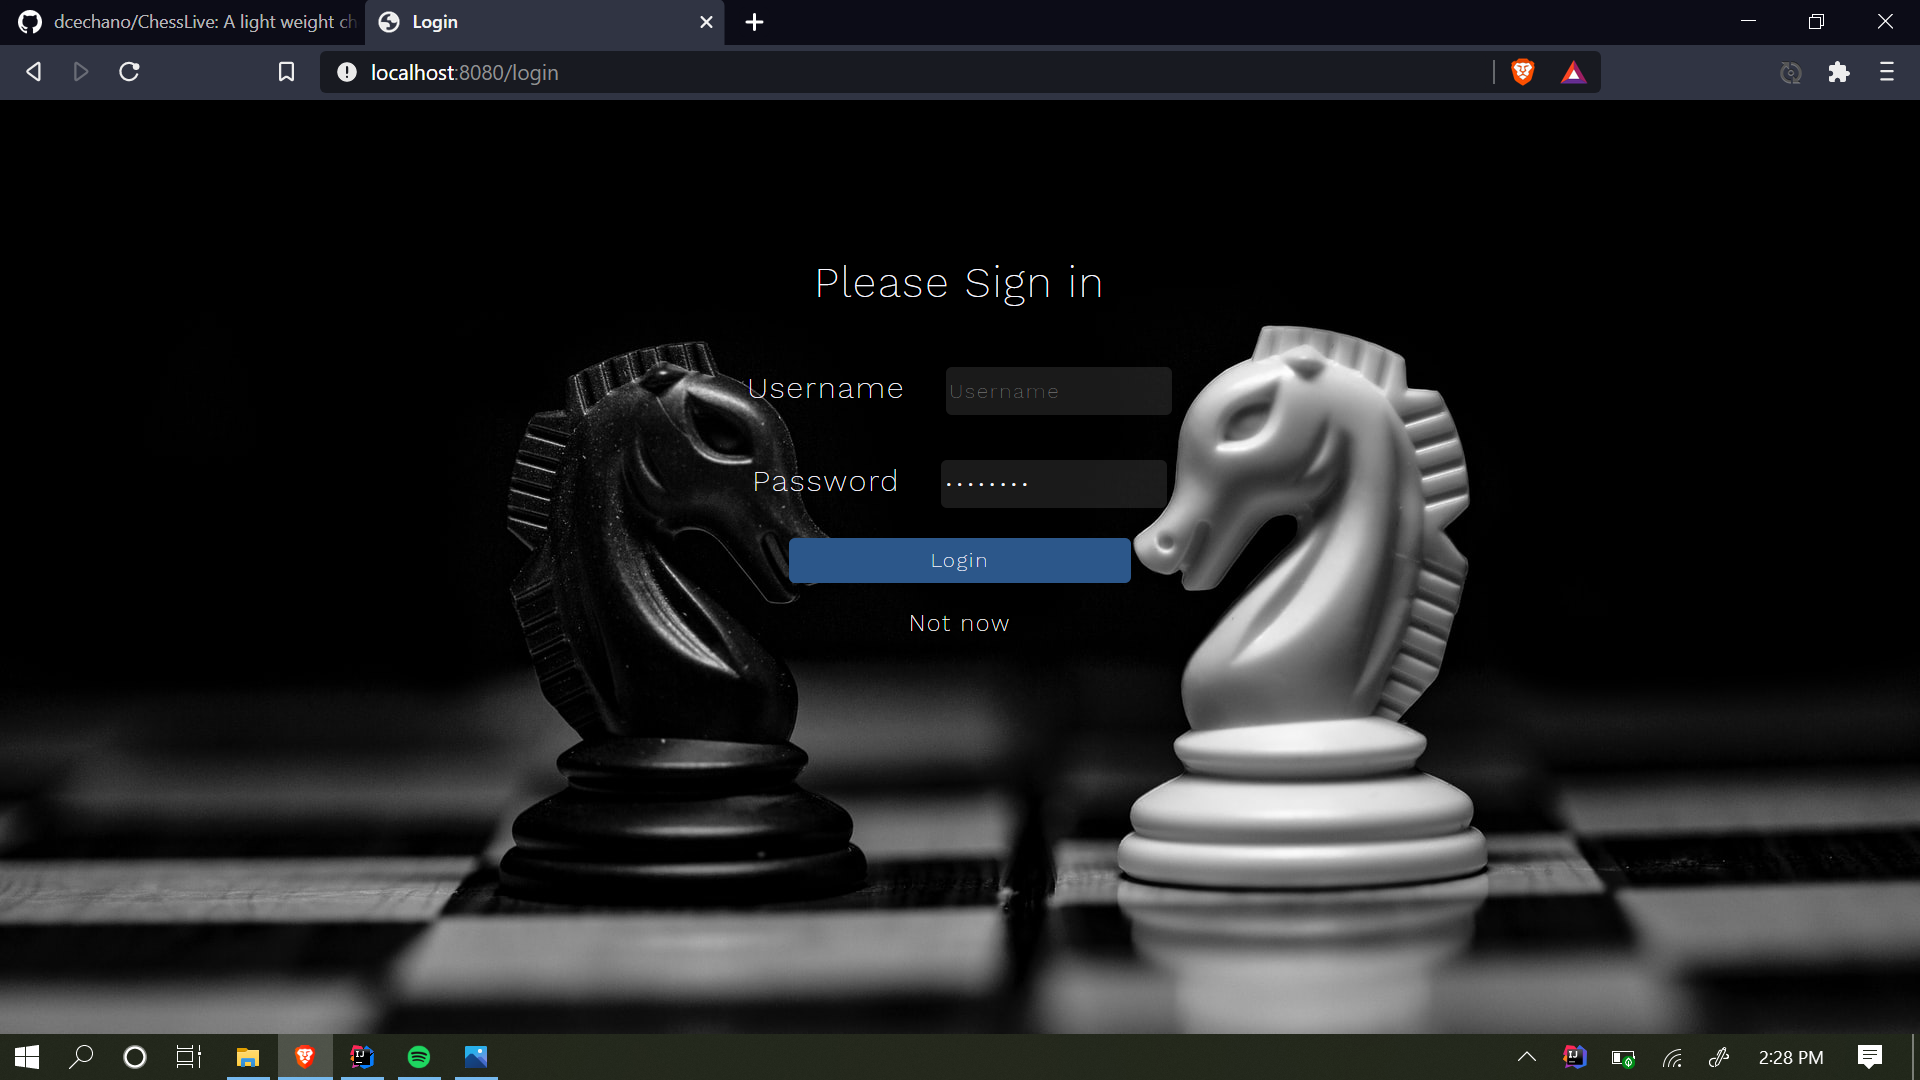 dcechano/ChessLive: A light weight ch
Login
localhost:8080/login
Please Sign in
Username
Username
Password
Login
Not now
2:28 PM